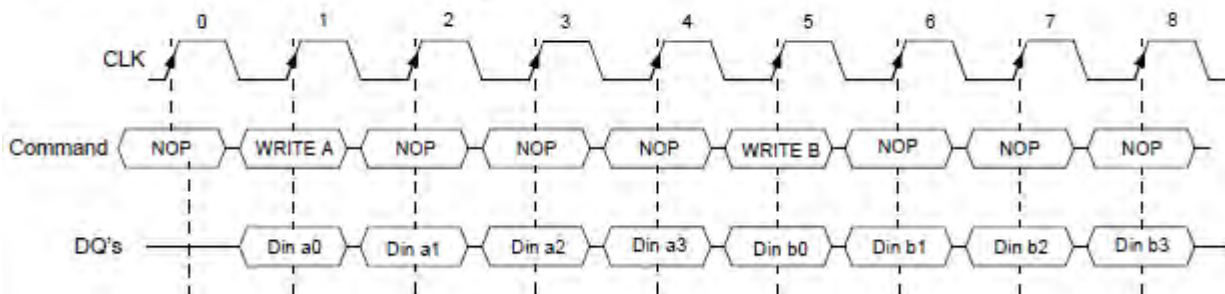 0 1 2 3 4 5 6 7 8
CLK
Command NOP WRITE A NOP NOP NOP WRITE B NOP NOP NOP
DQ's Din a0 Din a1 Din a2 Din a3 Din b0 Din b1 Din b2 Din b3